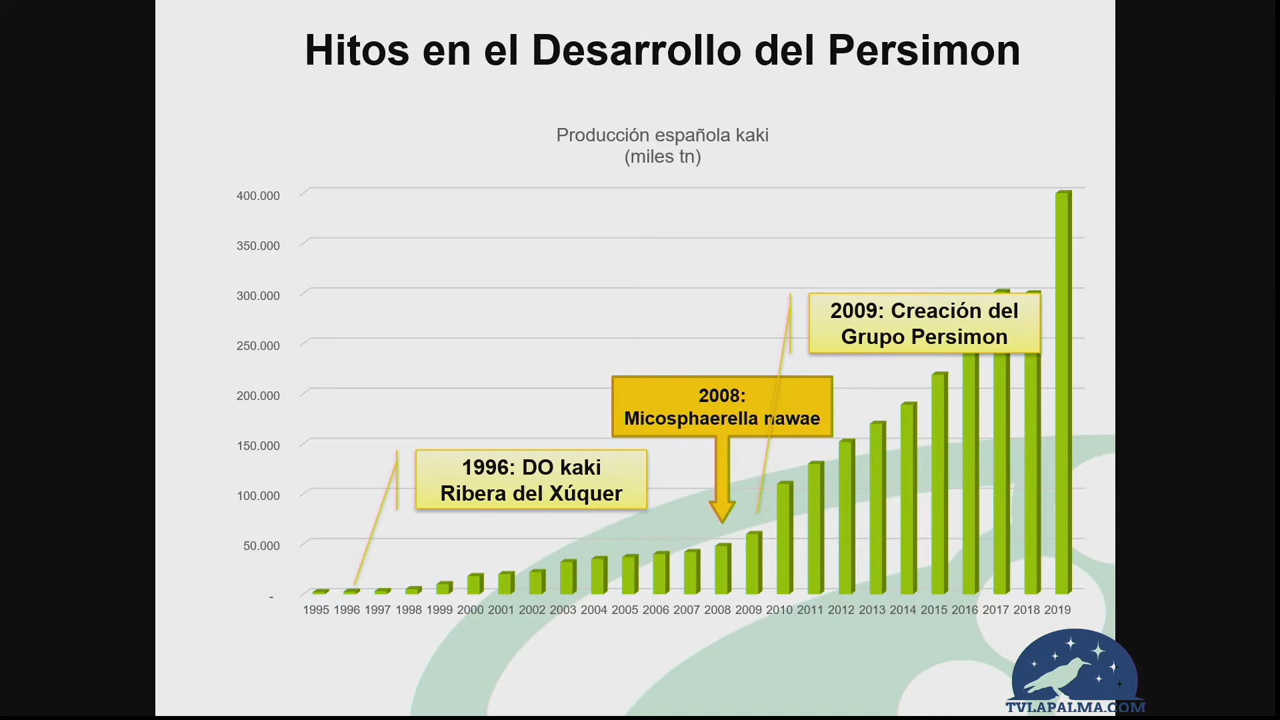 Hitos en el Desarrollo del Persimon
Producción española kaki
(miles tn)
400.000
350.000
300.000
250.000
200.000
150.000
100.000
50.000
-
2009: Creación del
Grupo Persimon
2008:
Micosphaerella nawae
1996: DO kaki
Ribera del Xúquer
1995 1996 1997 1998 1999 2000 2001 2002 2003 2004 2005 2006 2007 2008 2009 2010 2011 2012 2013 2014 2015 2016 2017 2018 2019
TVLAPALMA.COM